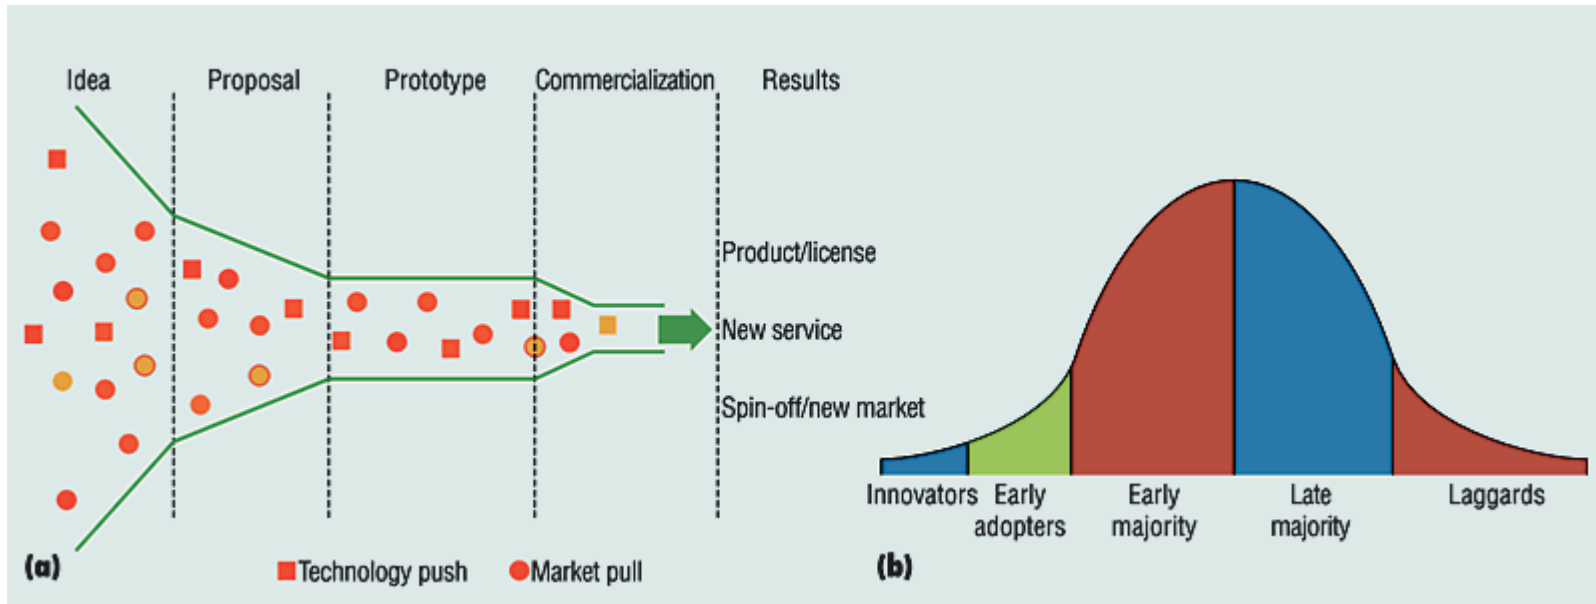 Idea
Proposal
Prototype
Commercialization
Results
Product/license
New service
Spin-off/new market
(a)
Technology push
Market pull
Innovators
Early
adopters
Early
majority
Late
majority
Laggards
(b)